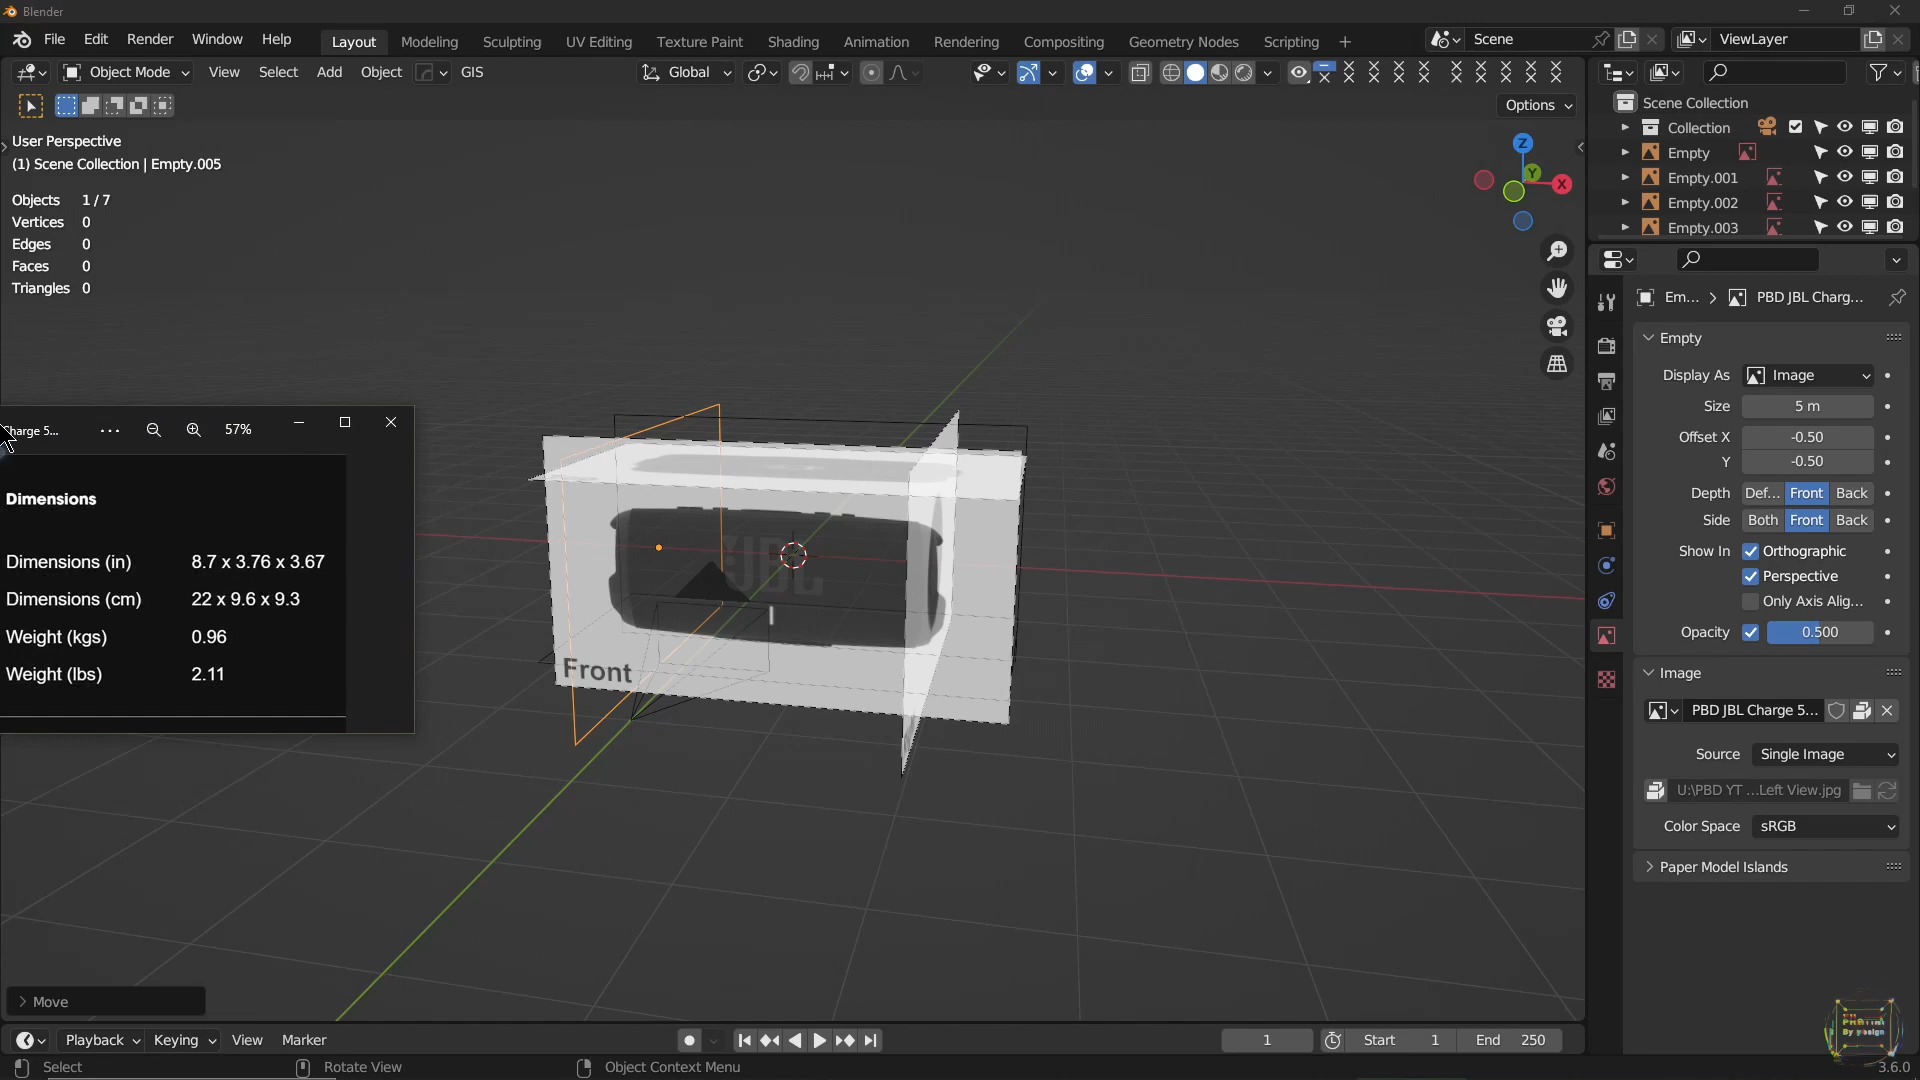 Blender
File Edit Render Window Help
Layout Modeling Sculpting UV Editing Texture Paint Shading Animation Rendering Compositing Geometry Nodes Scripting
Scene
ViewLayer
Object Mode View Select Add Object GIS
Global
Options
User Perspective
(1) Scene Collection | Empty.005
Objects 1/7
Vertices 0
Edges 0
Faces 0
Triangles 0
Z
Y
X
Charge 5...
57%
Dimensions
Dimensions (in) 8.7 x 3.76 x 3.67
Dimensions (cm) 22 x 9.6 x 9.3
Weight (kgs) 0.96
Weight (lbs) 2.11
JBL
Front
Move
Scene Collection
Collection
Empty
Empty.001
Empty.002
Empty.003
Em... PBD JBL Charg...
Empty
Display As Image
Size 5 m
Offset X -0.50
Y -0.50
Depth Def... Front Back
Side Both Front Back
Show In Orthographic
Perspective
Only Axis Alig...
Opacity 0.500
Image
PBD JBL Charge 5...
Source Single Image
U:\PBD YT ...Left View.jpg
Color Space sRGB
Paper Model Islands
Playback Keying View Marker
1
Start 1
End 250
Select
Rotate View
Object Context Menu
3.6.0